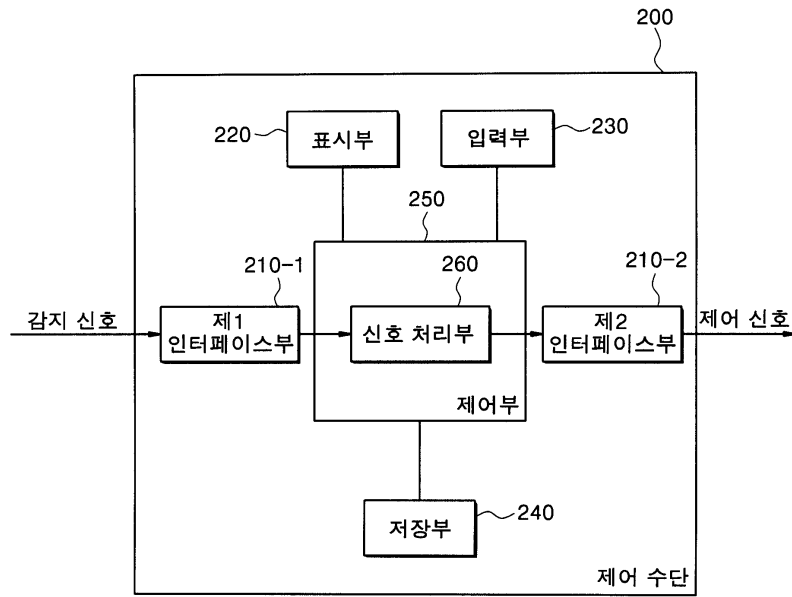 200
220
표시부
입력부
230
250
210-1
260
210-2
감지 신호
제1
인터페이스부
신호 처리부
제2
인터페이스부
제어 신호
제어부
저장부
240
제어 수단